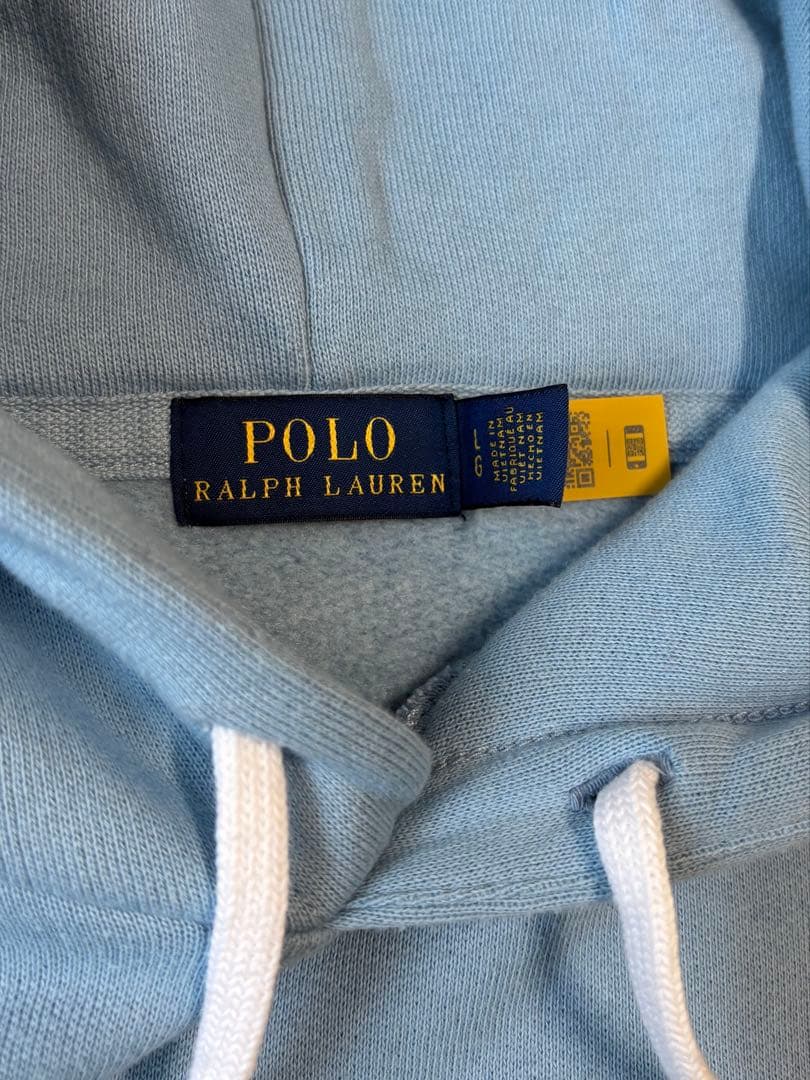 POLO
RALPH LAUREN
L
G
MADE IN
VIETNAM
FABRIQUÉ AU
VIET NAM
HECHO EN
VIETNAM